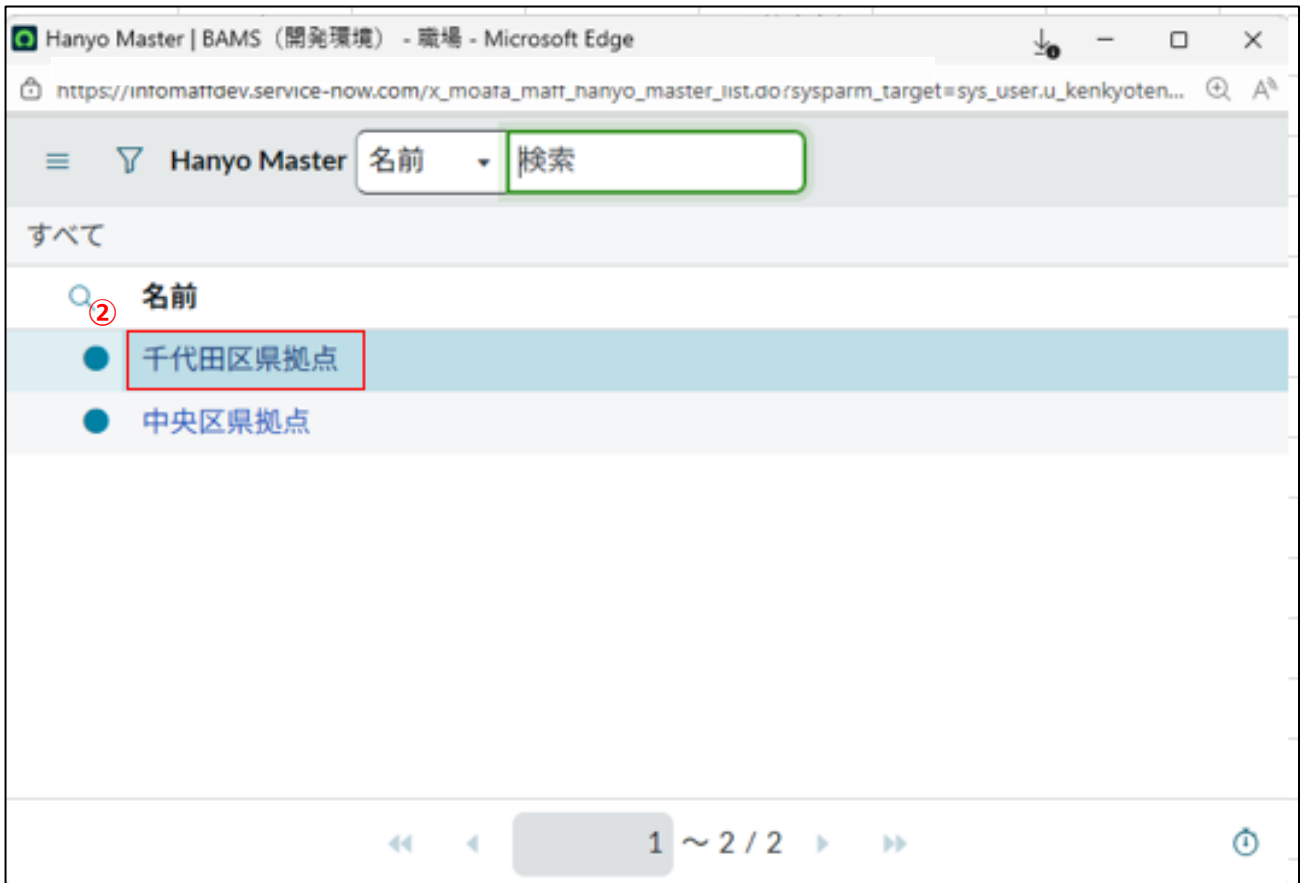 Hanyo Master | BAMS（開発環境） - 職場 - Microsoft Edge
https://infomaffdev.service-now.com/x_moafa_maff_hanyo_master_list.do?sysparm_target=sys_user.u_kenkyoten...
Hanyo Master 名前 検索
すべて
② 名前
千代田区県拠点
中央区県拠点
1 ～ 2 / 2